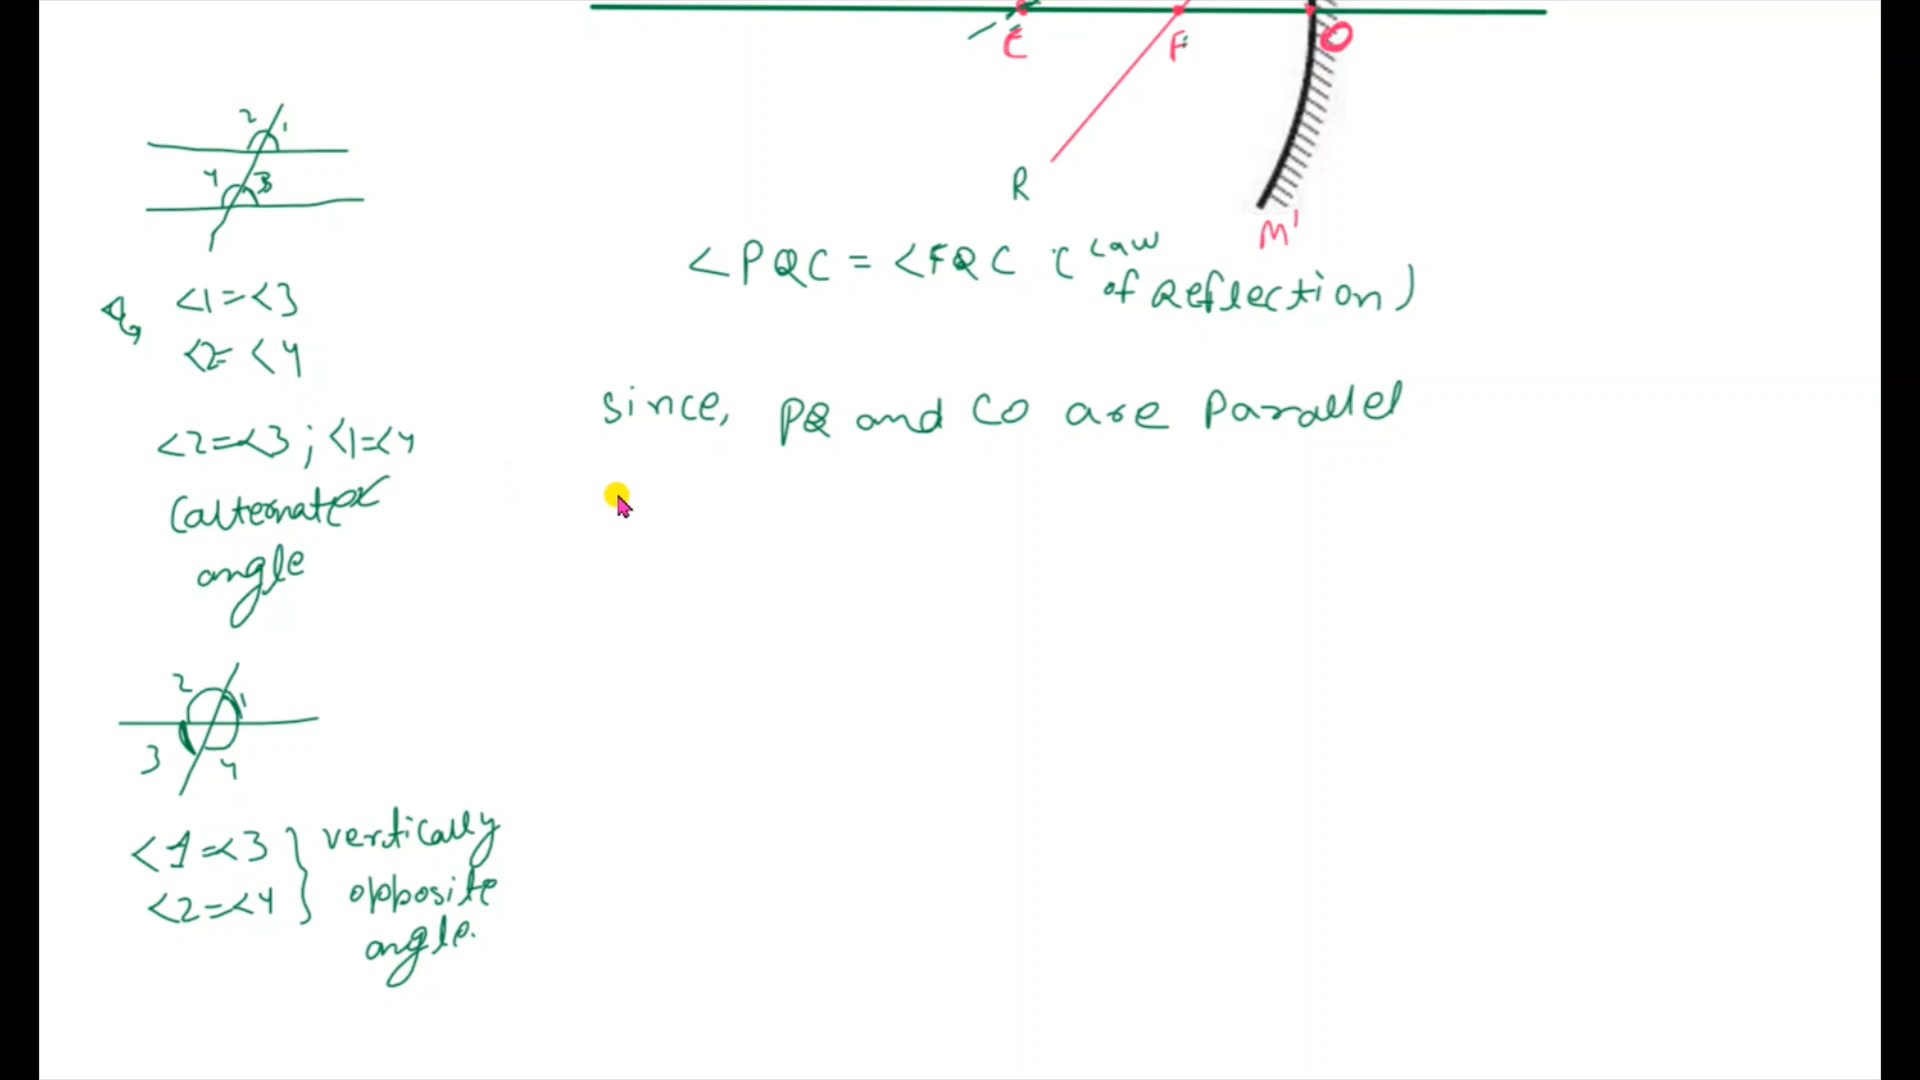 C F O
R
M'
2 1
4 3
<PQC = <FQC (Law
of Reflection)
<1=<3
<2=<4
since, PQ and CO are Parallel
<2=<3 ; <1=<4
(alternate
angle
2 1
3 4
<1=<3 } vertically
<2=<4 opposite
angle.